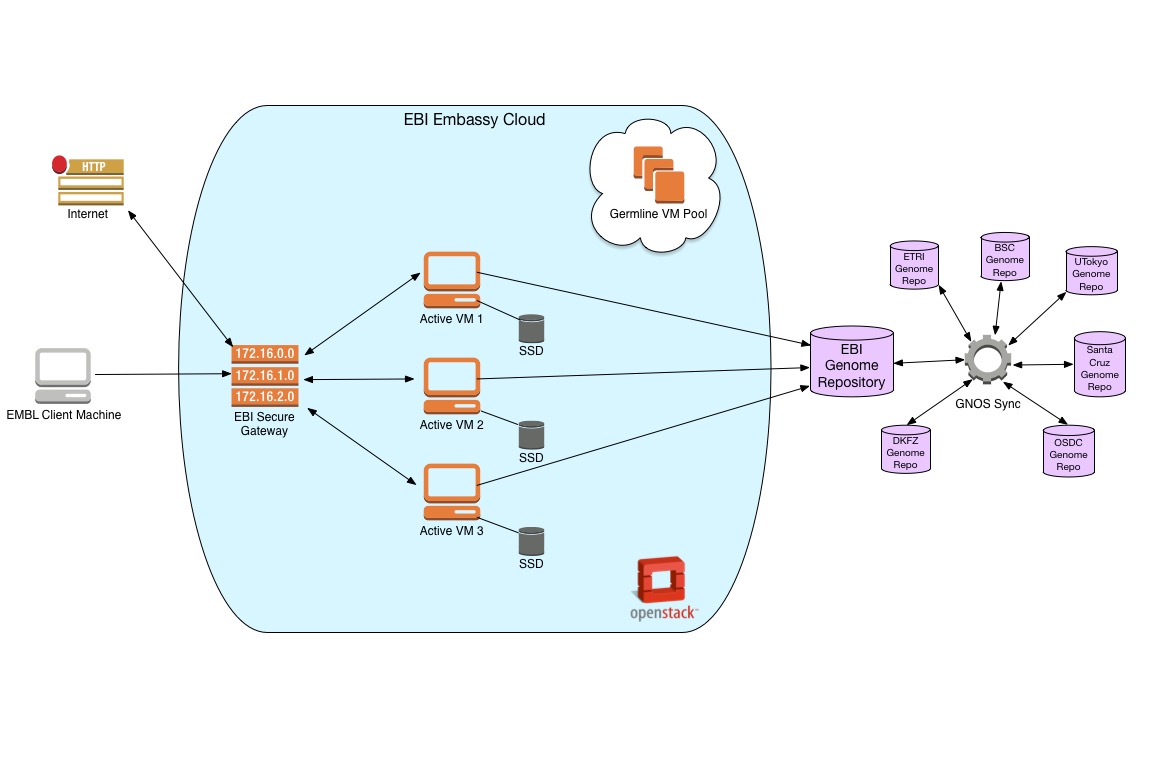 EBI Embassy Cloud
HTTP
Internet
Germline VM Pool
EMBL Client Machine
172.16.0.0
172.16.1.0
172.16.2.0
EBI Secure
Gateway
Active VM 1
SSD
Active VM 2
SSD
Active VM 3
SSD
openstack™
EBI
Genome
Repository
GNOS Sync
ETRI
Genome
Repo
BSC
Genome
Repo
UTokyo
Genome
Repo
Santa
Cruz
Genome
Repo
DKFZ
Genome
Repo
OSDC
Genome
Repo